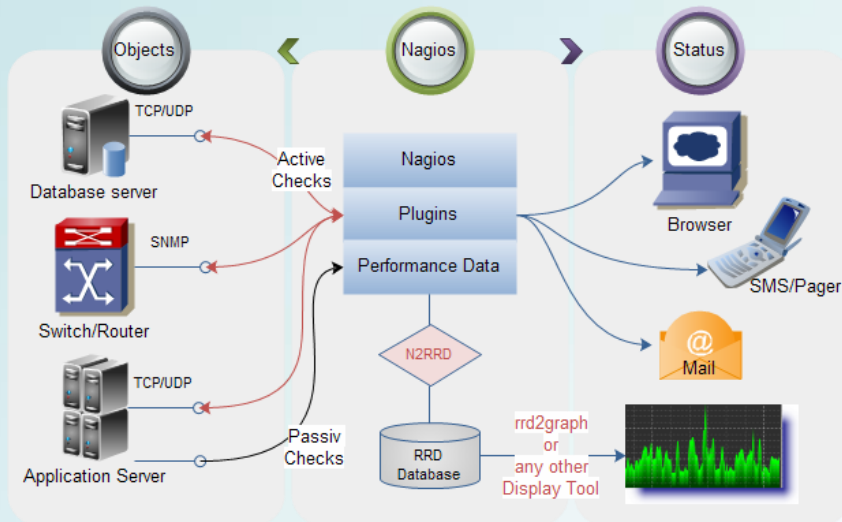 Objects
Nagios
Status
TCP/UDP
Database server
SNMP
Switch/Router
TCP/UDP
Application Server
Active
Checks
Passiv
Checks
Nagios
Plugins
Performance Data
N2RRD
RRD
Database
rrd2graph
or
any other
Display Tool
Browser
SMS/Pager
@
Mail